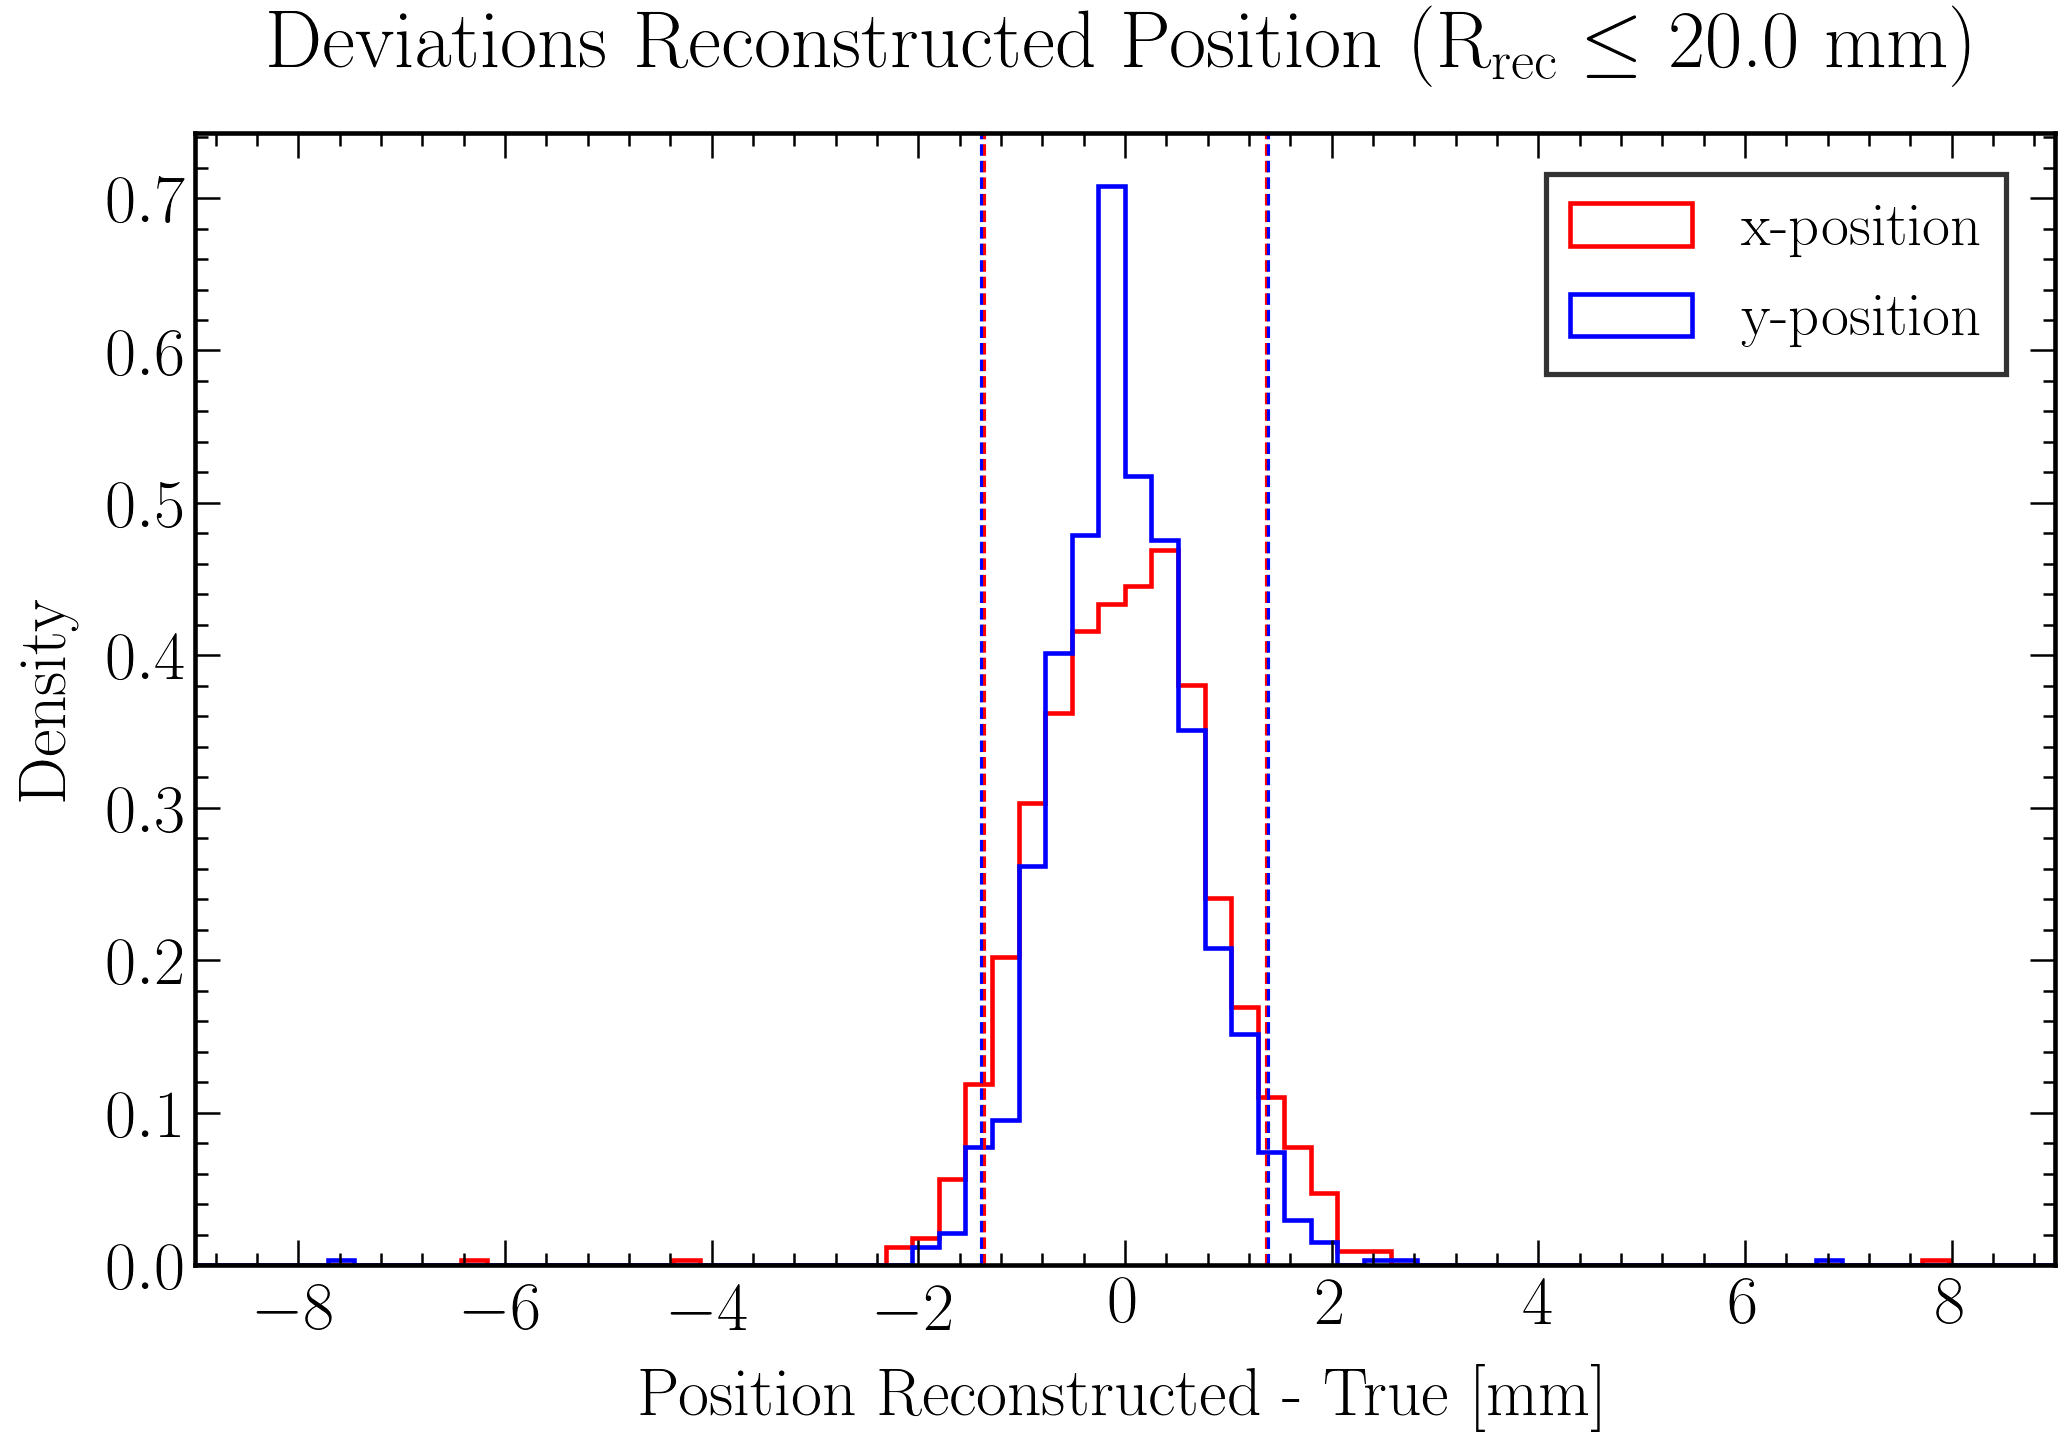 Deviations Reconstructed Position (R_rec ≤ 20.0 mm)
x-position
y-position
0.7
0.6
0.5
0.4
0.3
0.2
0.1
0.0
Density
−8 −6 −4 −2 0 2 4 6 8
Position Reconstructed - True [mm]